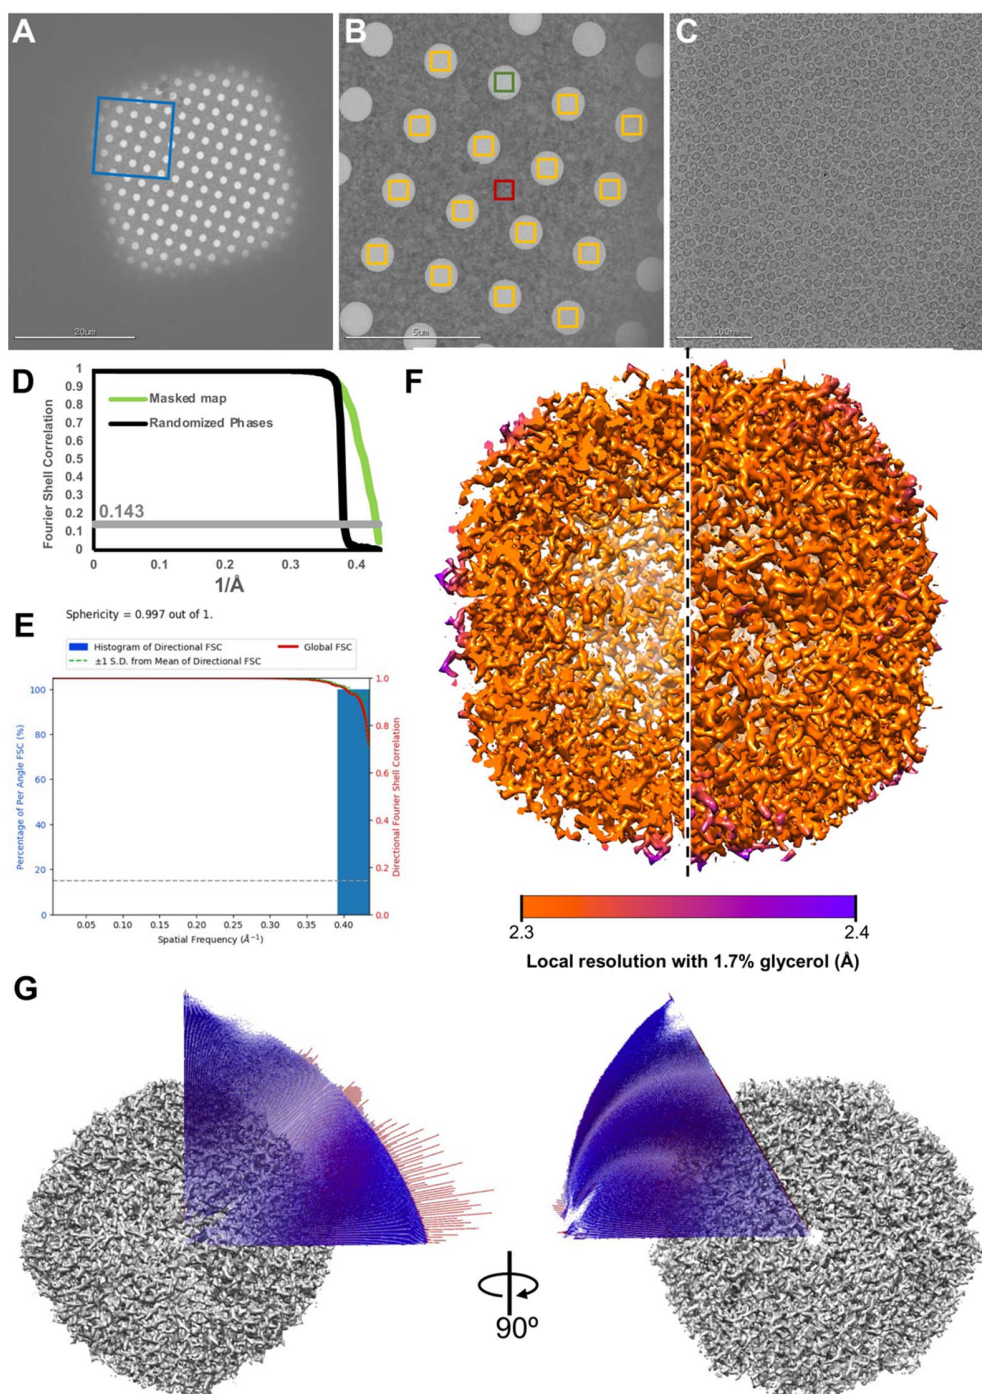 A
B
C
20μm
5μm
100nm
D
Fourier Shell Correlation
1
0.9
0.8
0.7
0.6
0.5
0.4
0.3
0.2
0.1
0
Masked map
Randomized Phases
0.143
0 0.1 0.2 0.3 0.4
1/Å
E
Sphericity = 0.997 out of 1.
Histogram of Directional FSC
Global FSC
±1 S.D. from Mean of Directional FSC
Percentage of Per Angle FSC (%)
100
80
60
40
20
0
1.0
0.8
0.6
0.4
0.2
0.0
Directional Fourier Shell Correlation
0.05 0.10 0.15 0.20 0.25 0.30 0.35 0.40
Spatial Frequency (Å⁻¹)
F
2.3 2.4
Local resolution with 1.7% glycerol (Å)
G
90º